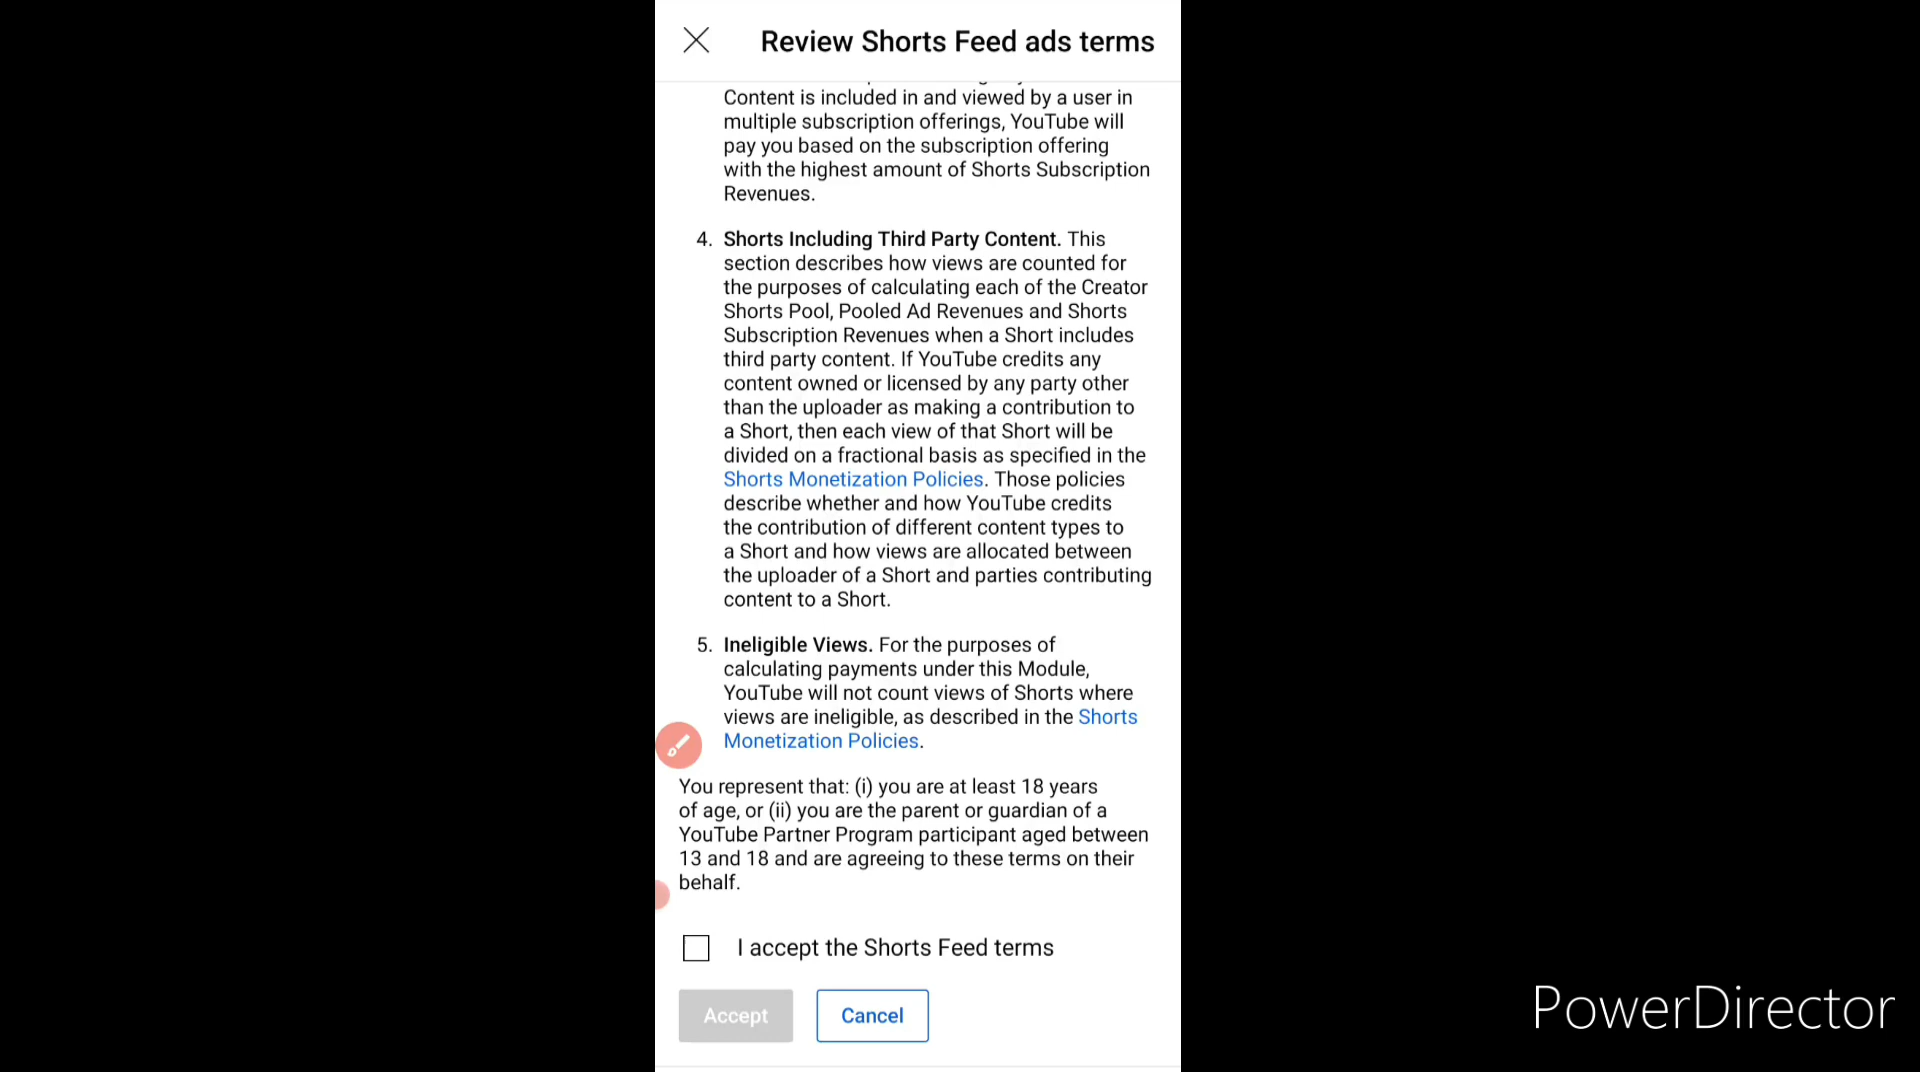 Review Shorts Feed ads terms
Content is included in and viewed by a user in
multiple subscription offerings, YouTube will
pay you based on the subscription offering
with the highest amount of Shorts Subscription
Revenues.
4. Shorts Including Third Party Content. This
section describes how views are counted for
the purposes of calculating each of the Creator
Shorts Pool, Pooled Ad Revenues and Shorts
Subscription Revenues when a Short includes
third party content. If YouTube credits any
content owned or licensed by any party other
than the uploader as making a contribution to
a Short, then each view of that Short will be
divided on a fractional basis as specified in the
Shorts Monetization Policies. Those policies
describe whether and how YouTube credits
the contribution of different content types to
a Short and how views are allocated between
the uploader of a Short and parties contributing
content to a Short.
5. Ineligible Views. For the purposes of
calculating payments under this Module,
YouTube will not count views of Shorts where
views are ineligible, as described in the Shorts
Monetization Policies.
You represent that: (i) you are at least 18 years
of age, or (ii) you are the parent or guardian of a
YouTube Partner Program participant aged between
13 and 18 and are agreeing to these terms on their
behalf.
I accept the Shorts Feed terms
Accept Cancel
PowerDirector